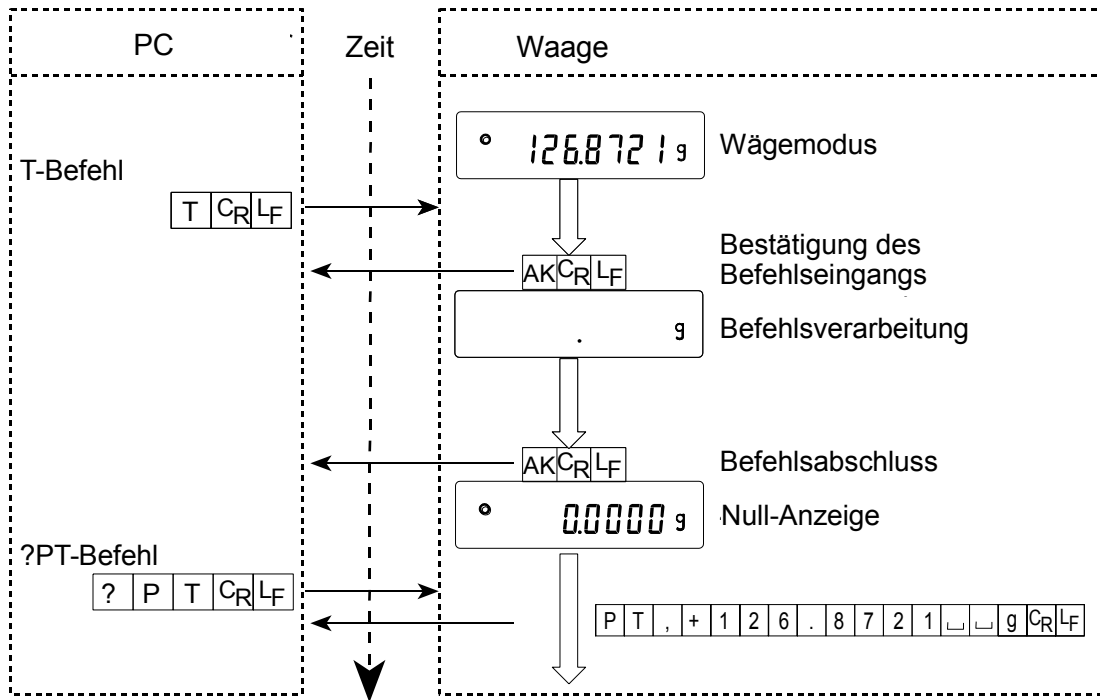 PC
Zeit
Waage
126.8721 g
Wägemodus
T-Befehl
T CR LF
Bestätigung des
Befehlseingangs
AK CR LF
. g
Befehlsverarbeitung
AK CR LF
Befehlsabschluss
0.0000 g
Null-Anzeige
?PT-Befehl
? P T CR LF
P T , + 1 2 6 . 8 7 2 1 ␣ ␣ g CR LF